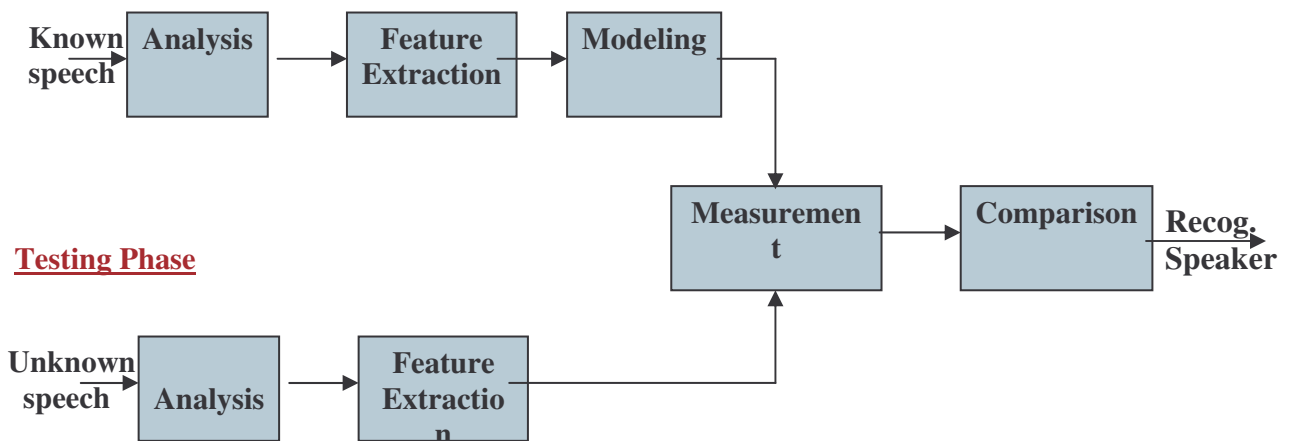 Known
speech
Analysis
Feature
Extraction
Modeling
Measuremen
t
Comparison
Recog.
Speaker
Testing Phase
Unknown
speech
Analysis
Feature
Extractio
n